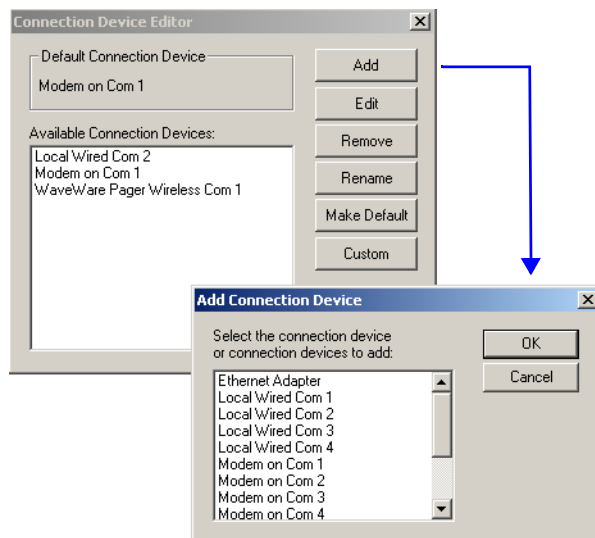 Connection Device Editor
Default Connection Device
Modem on Com 1
Add
Edit
Available Connection Devices:
Remove
Local Wired Com 2
Modem on Com 1
WaveWare Pager Wireless Com 1
Rename
Make Default
Custom
Add Connection Device
Select the connection device
or connection devices to add:
OK
Cancel
Ethernet Adapter
Local Wired Com 1
Local Wired Com 2
Local Wired Com 3
Local Wired Com 4
Modem on Com 1
Modem on Com 2
Modem on Com 3
Modem on Com 4